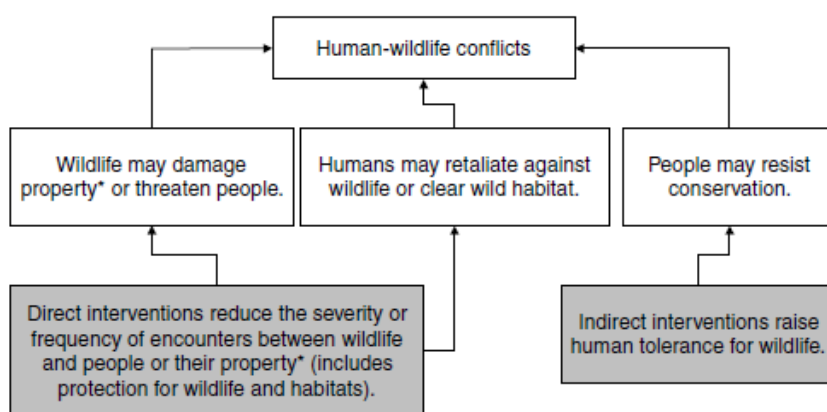 Human-wildlife conflicts
Wildlife may damage
property* or threaten people.
Humans may retaliate against
wildlife or clear wild habitat.
People may resist
conservation.
Direct interventions reduce the severity or
frequency of encounters between wildlife
and people or their property* (includes
protection for wildlife and habitats).
Indirect interventions raise
human tolerance for wildlife.